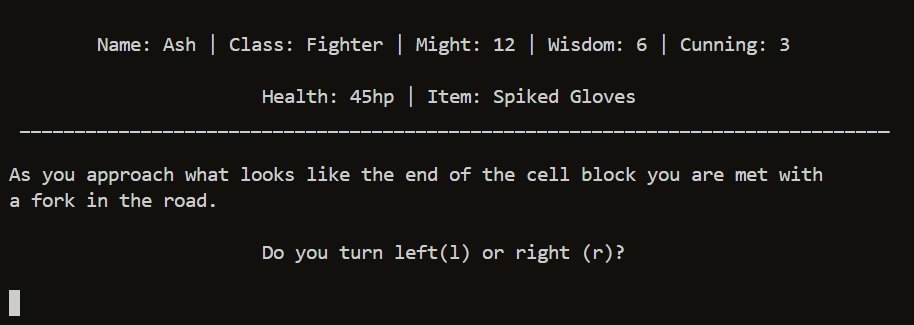 Name: Ash | Class: Fighter | Might: 12 | Wisdom: 6 | Cunning: 3
Health: 45hp | Item: Spiked Gloves
As you approach what looks like the end of the cell block you are met with
a fork in the road.
Do you turn left(l) or right (r)?